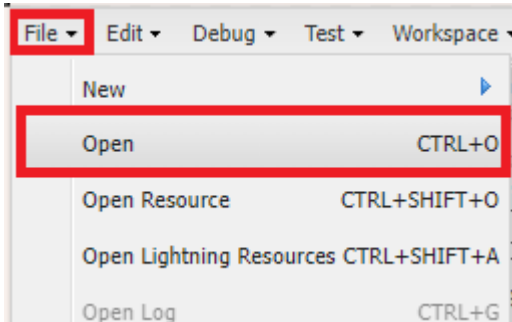 File Edit Debug Test Workspace
New
Open CTRL+O
Open Resource CTRL+SHIFT+O
Open Lightning Resources CTRL+SHIFT+A
Open Log CTRL+G